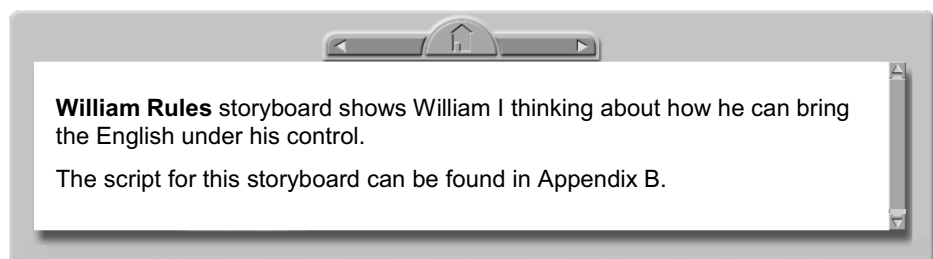 William Rules storyboard shows William I thinking about how he can bring
the English under his control.
The script for this storyboard can be found in Appendix B.